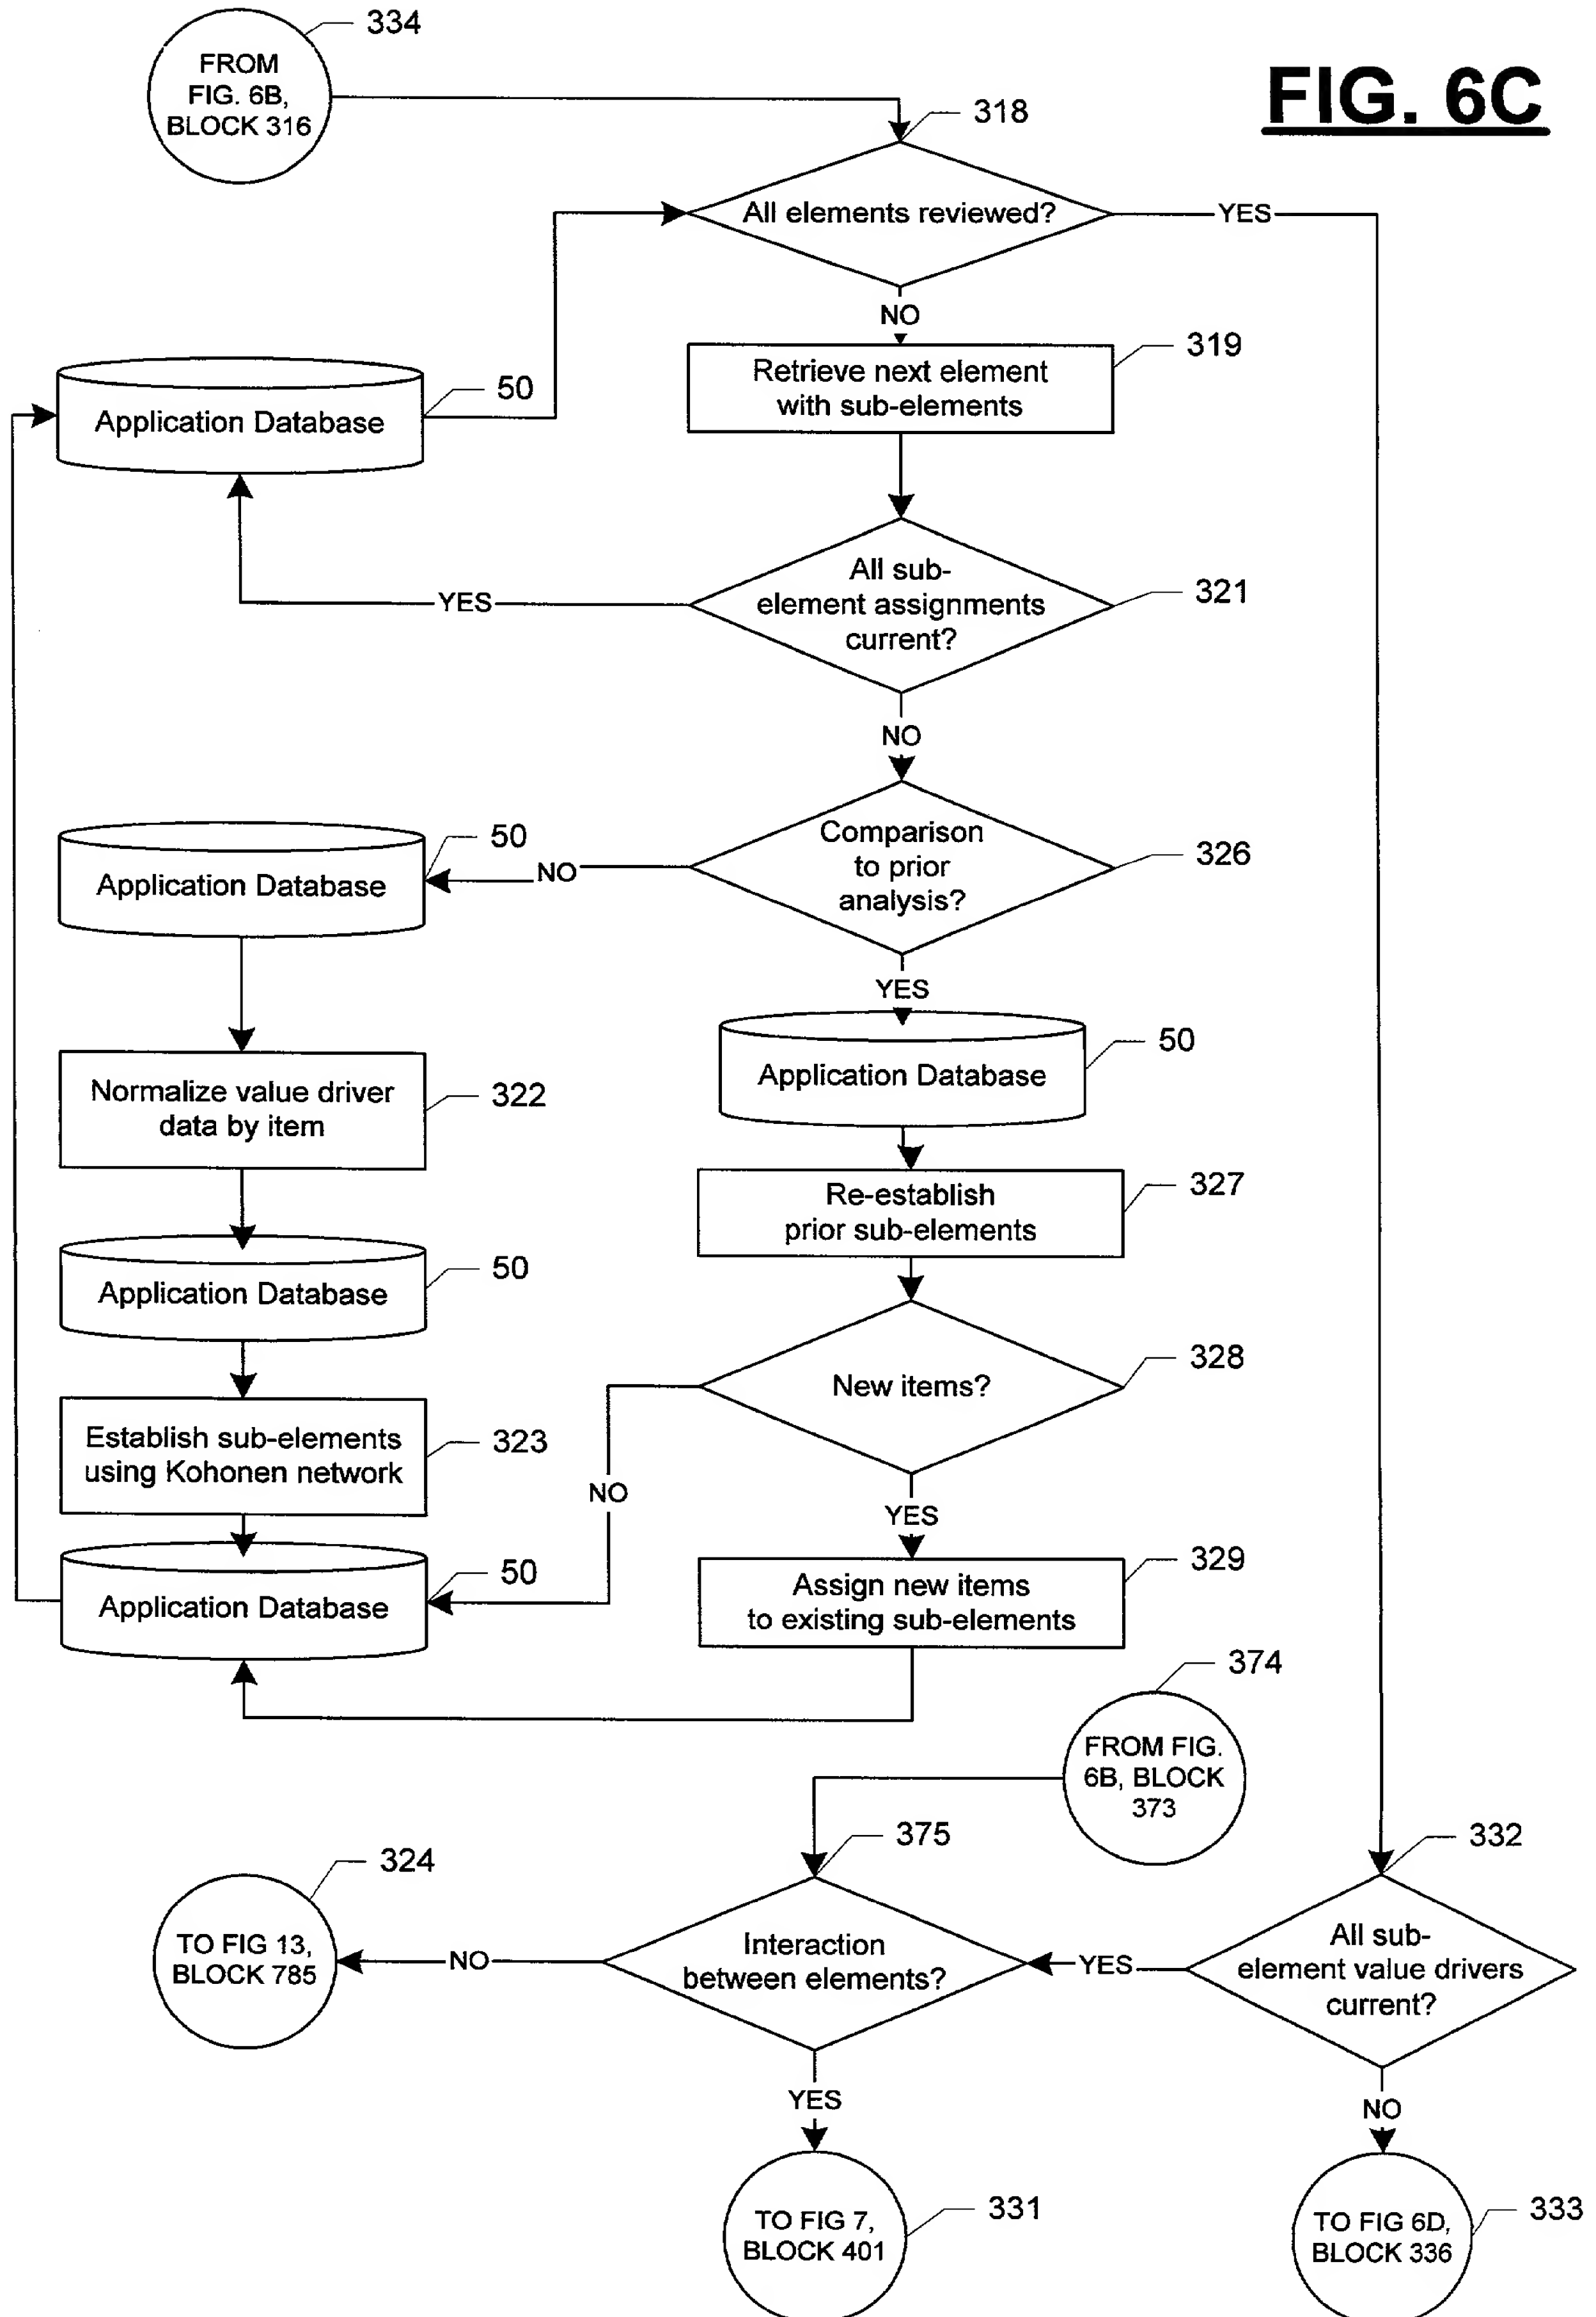 334
FROM
FIG. 6B,
BLOCK 316
FIG. 6C
318
All elements reviewed?
YES
NO
319
Retrieve next element
with sub-elements
50
Application Database
All sub-
element assignments
current?
321
YES
NO
Comparison
to prior
analysis?
326
NO
50
Application Database
YES
50
Application Database
Normalize value driver
data by item
322
Re-establish
prior sub-elements
327
50
Application Database
New items?
328
NO
YES
Establish sub-elements
using Kohonen network
323
50
Application Database
Assign new items
to existing sub-elements
329
374
FROM FIG.
6B, BLOCK
373
375
332
324
TO FIG 13,
BLOCK 785
NO
Interaction
between elements?
YES
All sub-
element value drivers
current?
YES
NO
TO FIG 7,
BLOCK 401
331
TO FIG 6D,
BLOCK 336
333